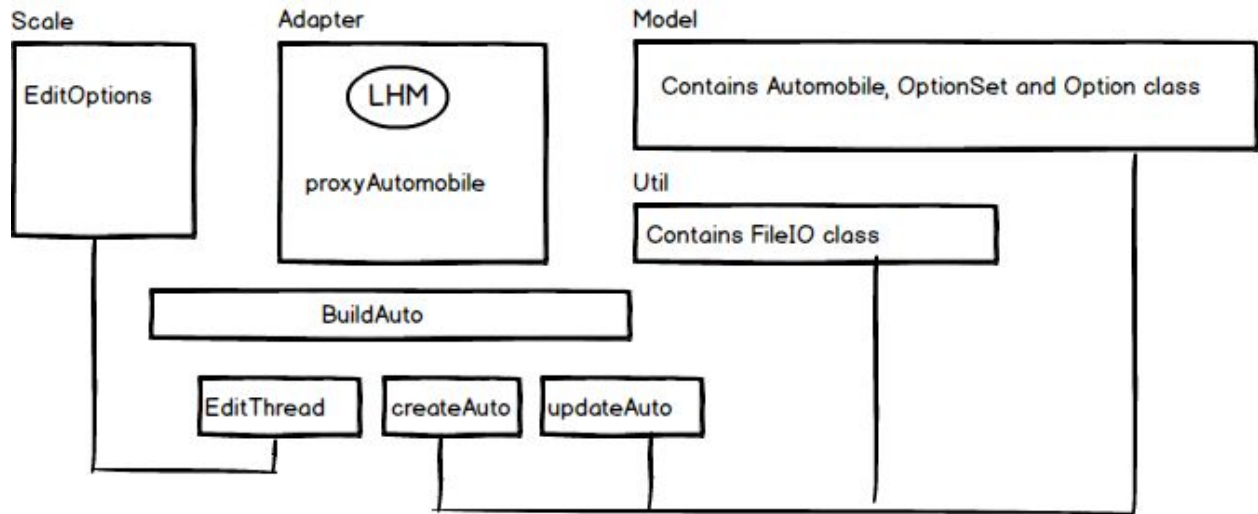 Scale
Adapter
Model
EditOptions
LHM
Contains Automobile, OptionSet and Option class
proxyAutomobile
Util
Contains FileIO class
BuildAuto
EditThread
createAuto
updateAuto